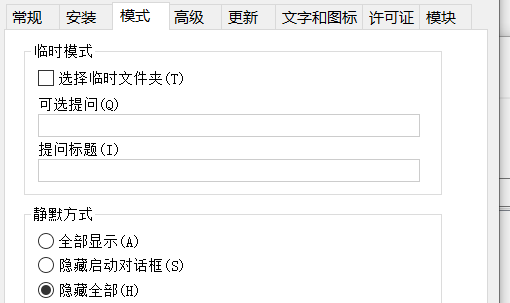 常规 安装 模式 高级 更新 文字和图标 许可证 模块
临时模式
选择临时文件夹(T)
可选提问(Q)
提问标题(I)
静默方式
全部显示(A)
隐藏启动对话框(S)
隐藏全部(H)